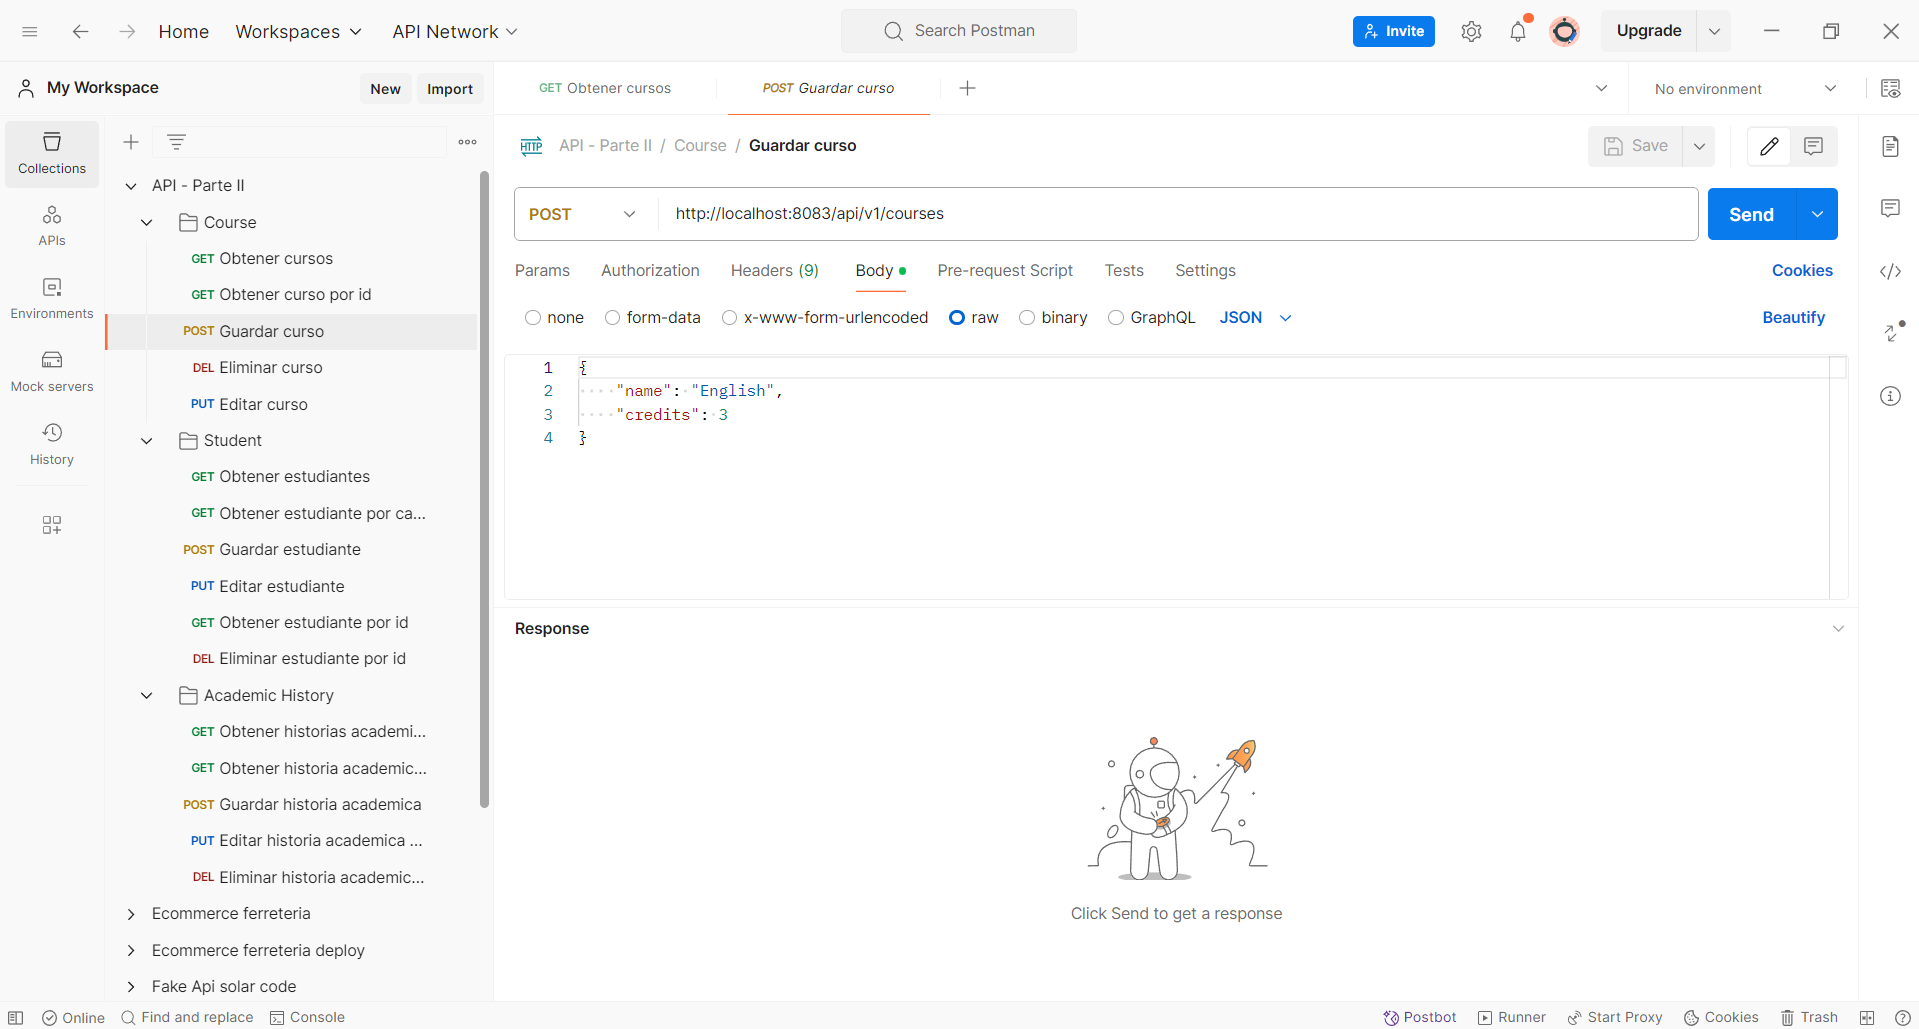 Home
Workspaces
API Network
Search Postman
Invite
Upgrade
My Workspace
New
Import
GET Obtener cursos
POST Guardar curso
No environment
Collections
APIs
Environments
Mock servers
History
API - Parte II
Course
GET Obtener cursos
GET Obtener curso por id
POST Guardar curso
DEL Eliminar curso
PUT Editar curso
Student
GET Obtener estudiantes
GET Obtener estudiante por ca...
POST Guardar estudiante
PUT Editar estudiante
GET Obtener estudiante por id
DEL Eliminar estudiante por id
Academic History
GET Obtener historias academi...
GET Obtener historia academic...
POST Guardar historia academica
PUT Editar historia academica ...
DEL Eliminar historia academic...
Ecommerce ferreteria
Ecommerce ferreteria deploy
Fake Api solar code
HTTP
API - Parte II / Course / Guardar curso
Save
POST
http://localhost:8083/api/v1/courses
Send
Params
Authorization
Headers (9)
Body
Pre-request Script
Tests
Settings
Cookies
none
form-data
x-www-form-urlencoded
raw
binary
GraphQL
JSON
Beautify
1 {
2 "name": "English",
3 "credits": 3
4 }
Response
Click Send to get a response
Online
Find and replace
Console
Postbot
Runner
Start Proxy
Cookies
Trash